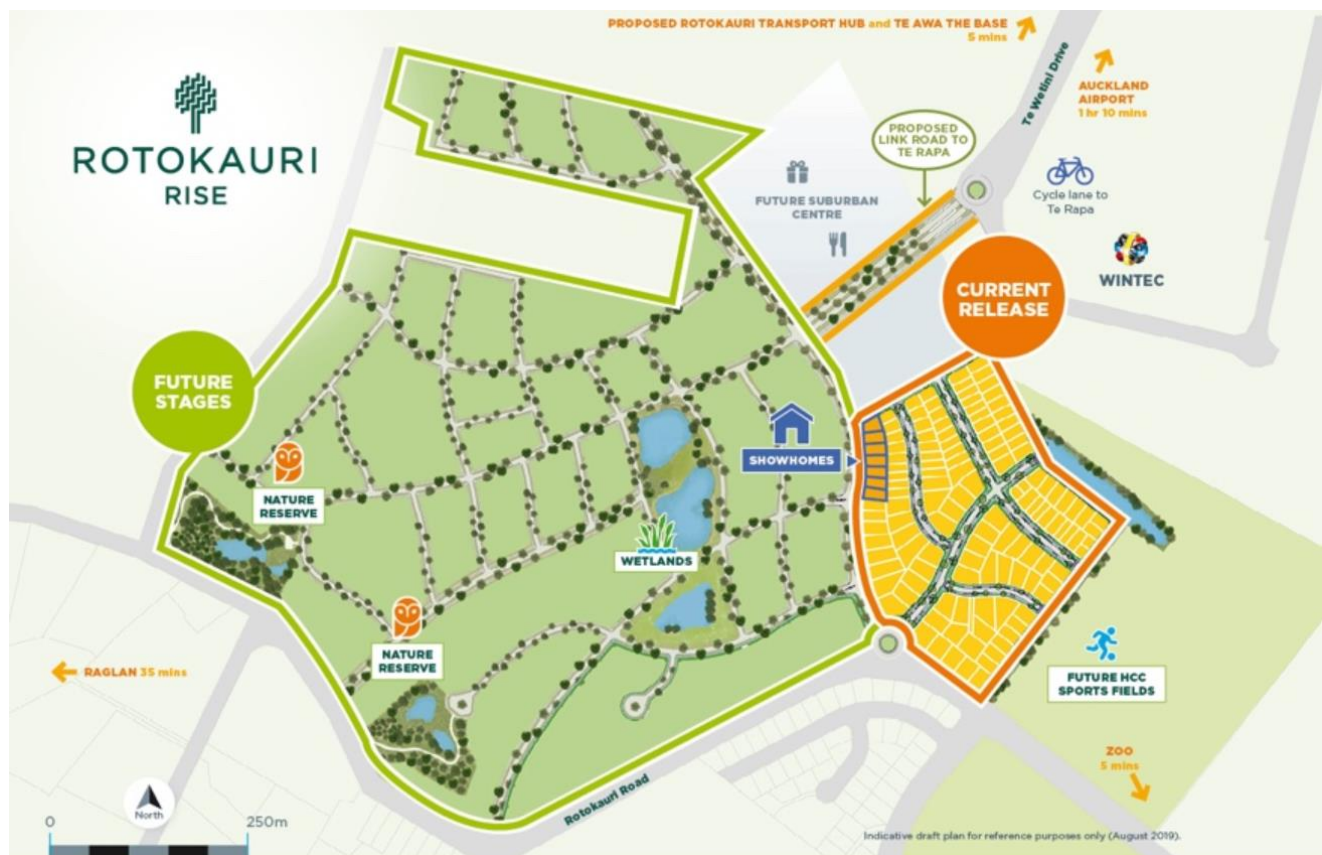 PROPOSED ROTOKAURI TRANSPORT HUB and TE AWA THE BASE
5 mins
Te Wetini Drive
AUCKLAND
AIRPORT
1 hr 10 mins
ROTOKAURI
RISE
PROPOSED
LINK ROAD TO
TE RAPA
FUTURE SUBURBAN
CENTRE
Cycle lane to
Te Rapa
WINTEC
CURRENT
RELEASE
FUTURE
STAGES
SHOWHOMES
NATURE
RESERVE
WETLANDS
NATURE
RESERVE
RAGLAN 35 mins
FUTURE HCC
SPORTS FIELDS
ZOO
5 mins
Rotokauri Road
North
0 250m
Indicative draft plan for reference purposes only (August 2019).